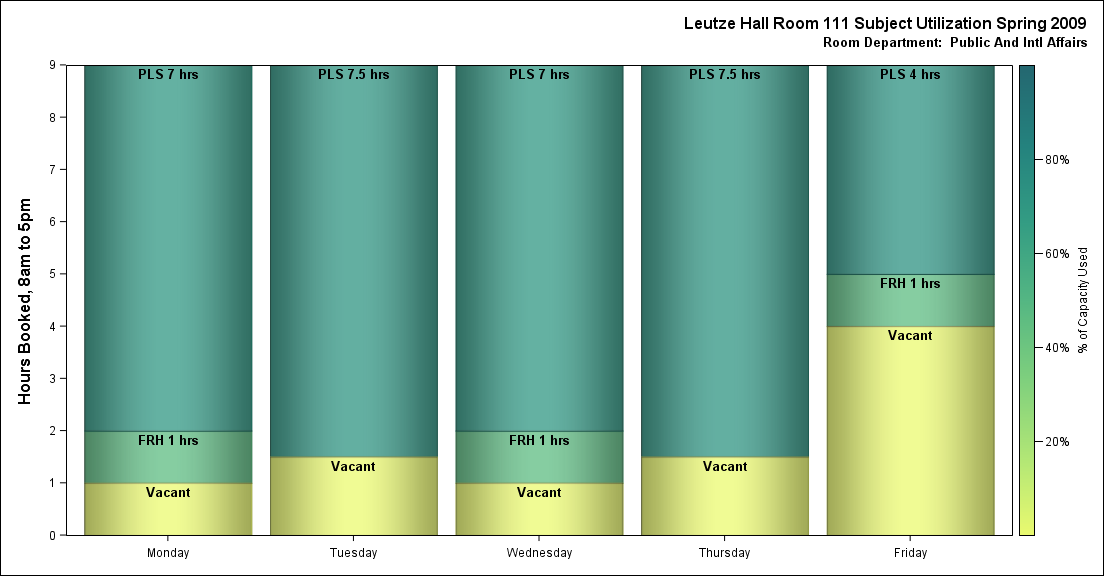 Leutze Hall Room 111 Subject Utilization Spring 2009
Room Department: Public And Intl Affairs
Hours Booked, 8am to 5pm
9
8
7
6
5
4
3
2
1
0
PLS 7 hrs
FRH 1 hrs
Vacant
PLS 7.5 hrs
Vacant
PLS 7 hrs
FRH 1 hrs
Vacant
PLS 7.5 hrs
Vacant
PLS 4 hrs
FRH 1 hrs
Vacant
Monday
Tuesday
Wednesday
Thursday
Friday
80%
60%
40%
20%
% of Capacity Used